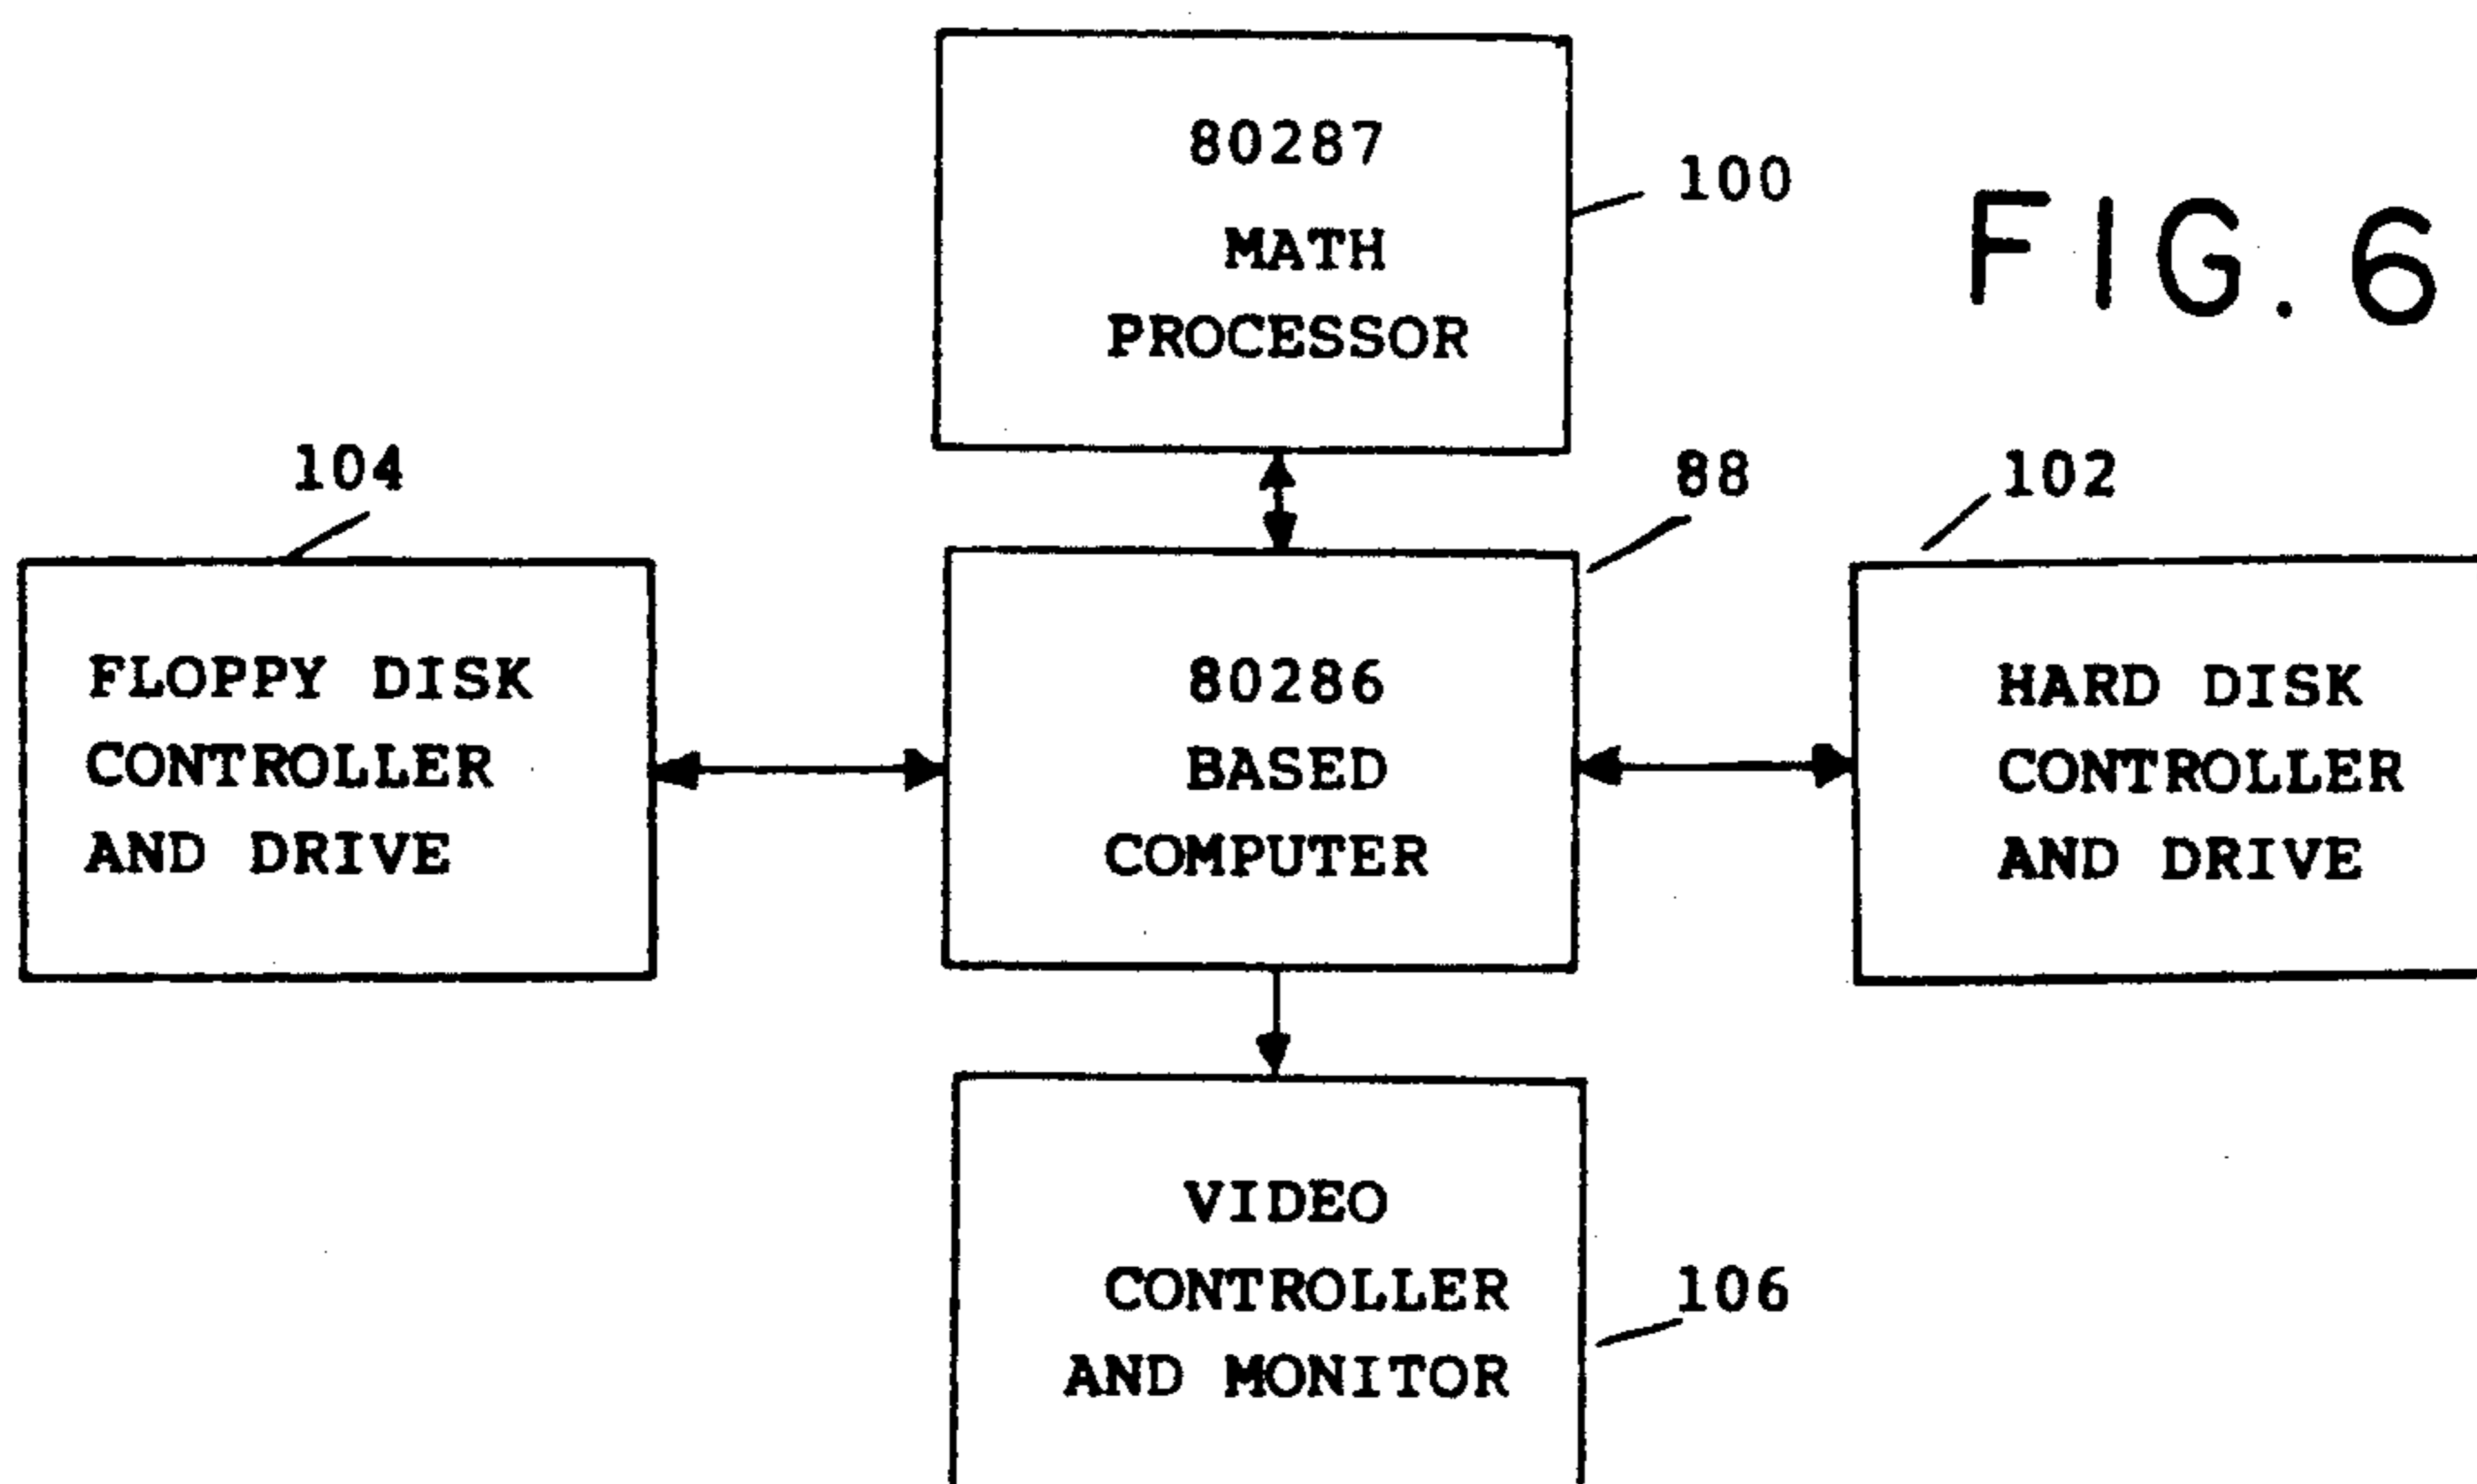 80287
MATH
PROCESSOR
100
FIG. 6
104
88
102
FLOPPY DISK
CONTROLLER
AND DRIVE
80286
BASED
COMPUTER
HARD DISK
CONTROLLER
AND DRIVE
VIDEO
CONTROLLER
AND MONITOR
106